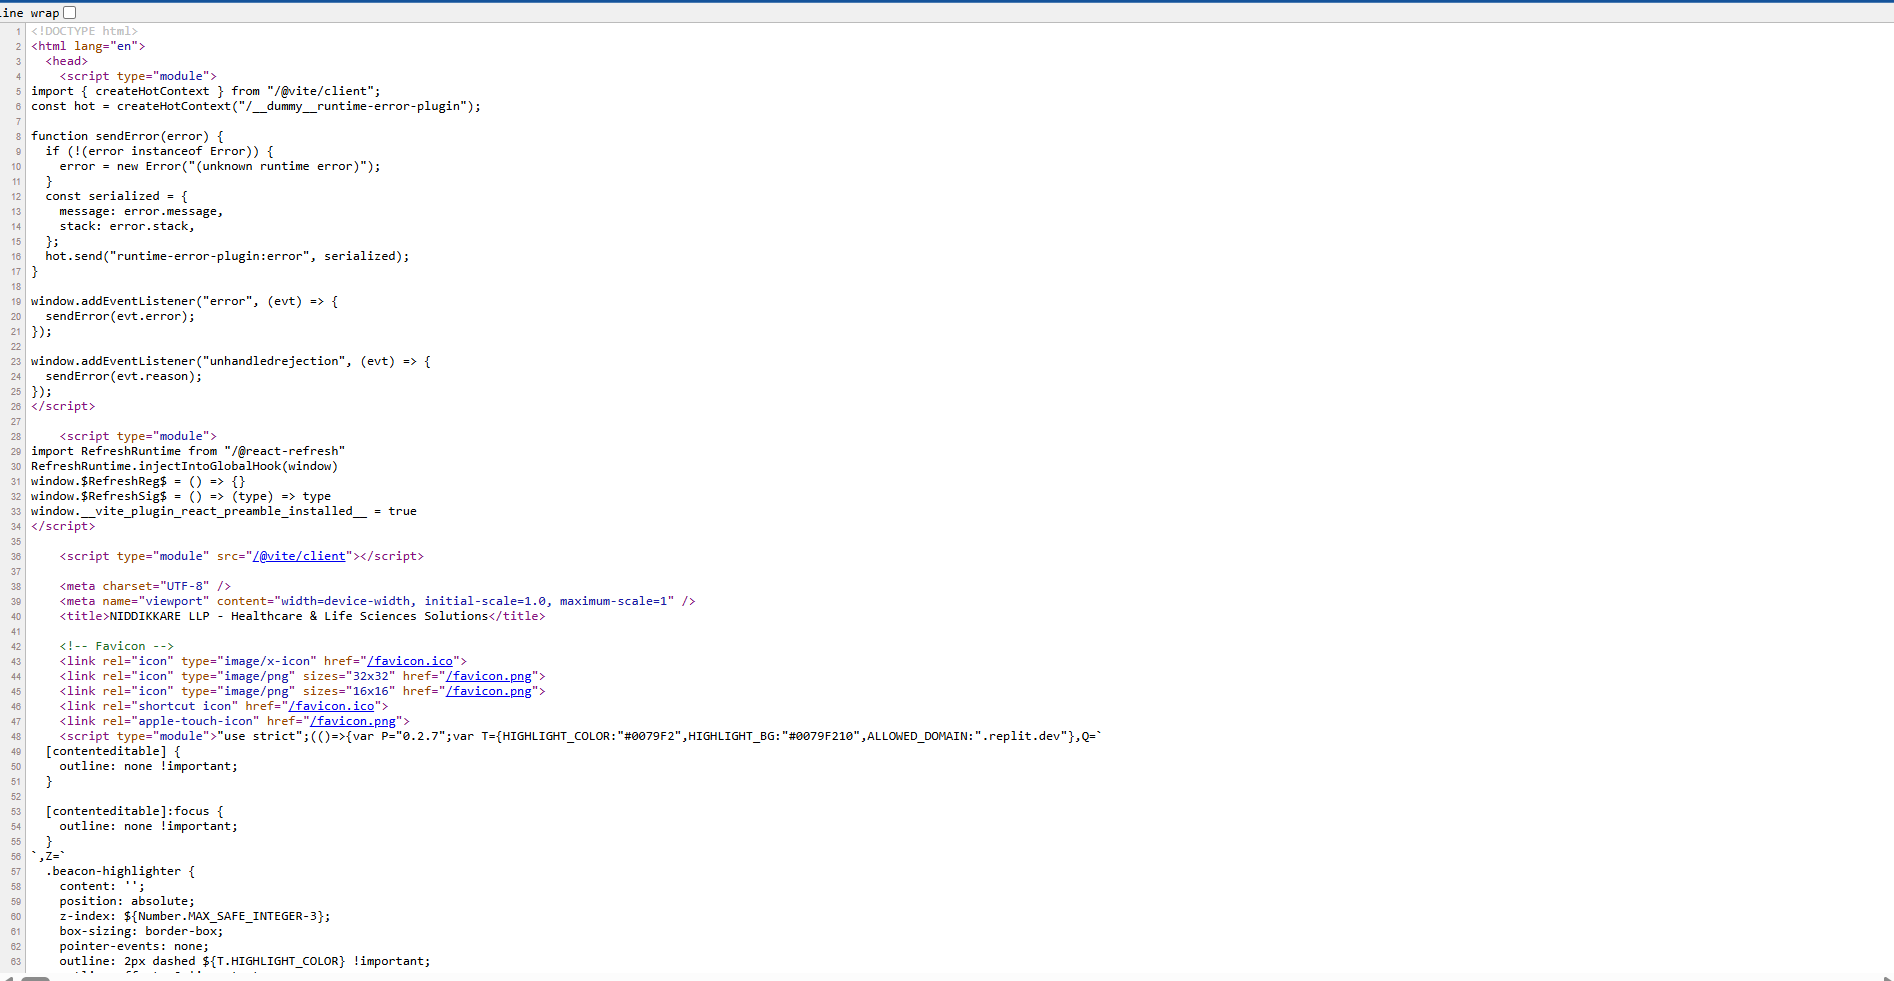 ine wrap
1 <!DOCTYPE html>
2 <html lang="en">
3   <head>
4     <script type="module">
5 import { createHotContext } from "/@vite/client";
6 const hot = createHotContext("/__dummy__runtime-error-plugin");
7
8 function sendError(error) {
9   if (!(error instanceof Error)) {
10     error = new Error("(unknown runtime error)");
11   }
12   const serialized = {
13     message: error.message,
14     stack: error.stack,
15   };
16   hot.send("runtime-error-plugin:error", serialized);
17 }
18
19 window.addEventListener("error", (evt) => {
20   sendError(evt.error);
21 });
22
23 window.addEventListener("unhandledrejection", (evt) => {
24   sendError(evt.reason);
25 });
26 </script>
27
28     <script type="module">
29 import RefreshRuntime from "/@react-refresh"
30 RefreshRuntime.injectIntoGlobalHook(window)
31 window.$RefreshReg$ = () => {}
32 window.$RefreshSig$ = () => (type) => type
33 window.__vite_plugin_react_preamble_installed__ = true
34 </script>
35
36     <script type="module" src="/@vite/client"></script>
37
38     <meta charset="UTF-8" />
39     <meta name="viewport" content="width=device-width, initial-scale=1.0, maximum-scale=1" />
40     <title>NIDDIKKARE LLP - Healthcare & Life Sciences Solutions</title>
41
42     <!-- Favicon -->
43     <link rel="icon" type="image/x-icon" href="/favicon.ico">
44     <link rel="icon" type="image/png" sizes="32x32" href="/favicon.png">
45     <link rel="icon" type="image/png" sizes="16x16" href="/favicon.png">
46     <link rel="shortcut icon" href="/favicon.ico">
47     <link rel="apple-touch-icon" href="/favicon.png">
48     <script type="module">"use strict";(()=>{var P="0.2.7";var T={HIGHLIGHT_COLOR:"#0079F2",HIGHLIGHT_BG:"#0079F210",ALLOWED_DOMAIN:".replit.dev"},Q=`
49   [contenteditable] {
50     outline: none !important;
51   }
52
53   [contenteditable]:focus {
54     outline: none !important;
55   }
56 `,Z=`
57   .beacon-highlighter {
58     content: '';
59     position: absolute;
60     z-index: ${Number.MAX_SAFE_INTEGER-3};
61     box-sizing: border-box;
62     pointer-events: none;
63     outline: 2px dashed ${T.HIGHLIGHT_COLOR} !important;